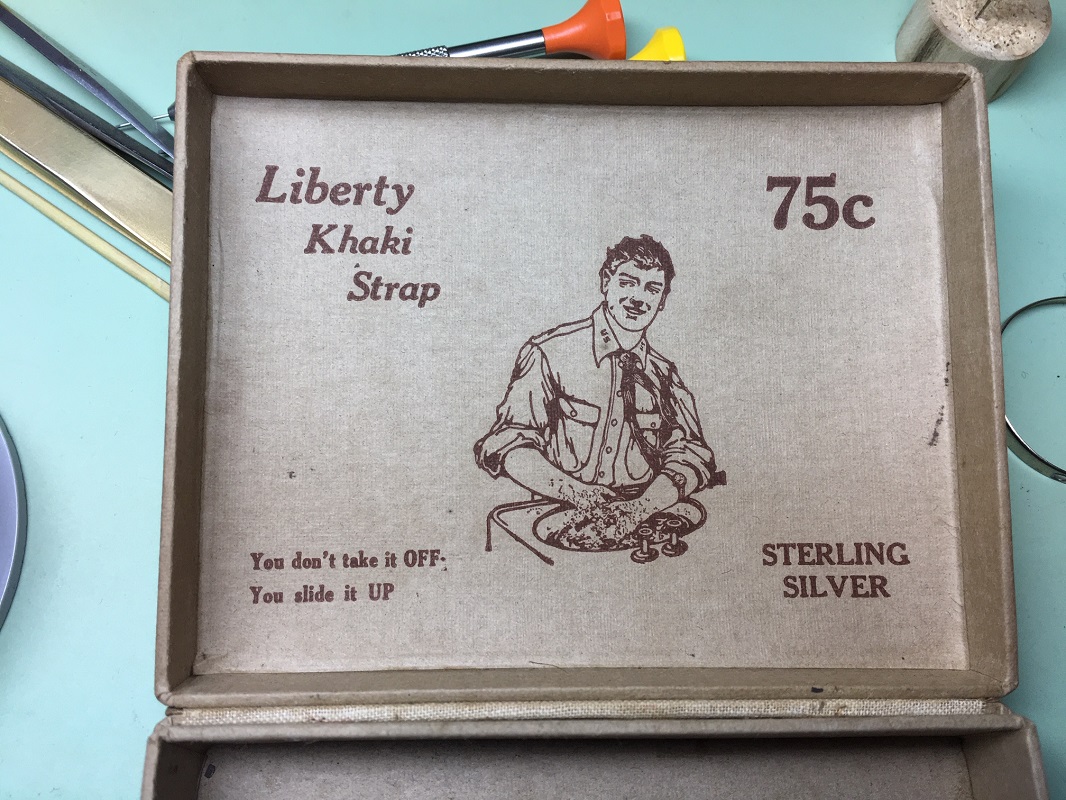 Liberty
Khaki
Strap
75c
You don't take it OFF-
You slide it UP
STERLING
SILVER